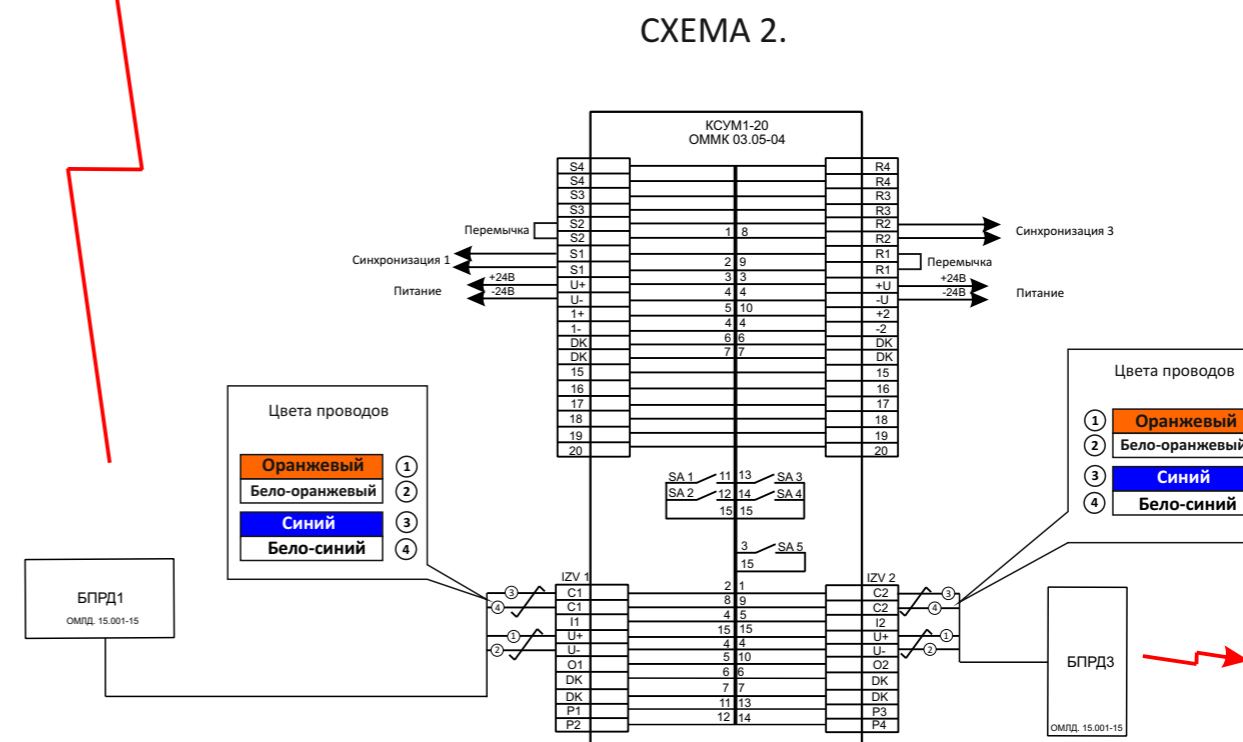 СХЕМА 2.
КСУМ1-20
ОММК 03.05-04
S4 R4
S4 R4
S3 R3
S3 R3
S2 R2
Перемычка
S2 1 8 R2
Синхронизация 3
S1 R1
Синхронизация 1
Перемычка
S1 2 9 R1
+24В U+ 3 3 +U +24В
Питание
Питание
-24В U- 4 4 -U -24В
1+ 5 10 +2
1- 4 4 -2
DK 6 6 DK
DK 7 7 DK
15 15
16 16
17 17
18 18
19 19
20 20
Цвета проводов
Оранжевый 1
Бело-оранжевый 2
Синий 3
Бело-синий 4
Цвета проводов
1 Оранжевый
2 Бело-оранжевый
3 Синий
4 Бело-синий
SA 1 11 13 SA 3
SA 2 12 14 SA 4
15 15
3 SA 5
15
IZV 1 IZV 2
3 C1 2 1 C2 3
4 C1 8 9 C2 4
I1 4 5 I2
1 U+ 15 15 U+ 1
2 U- 4 4 U- 2
O1 5 10 O2
DK 6 6 DK
DK 7 7 DK
P1 11 13 P3
P2 12 14 P4
БПРД1
ОМЛД. 15.001-15
БПРД3
ОМЛД. 15.001-15